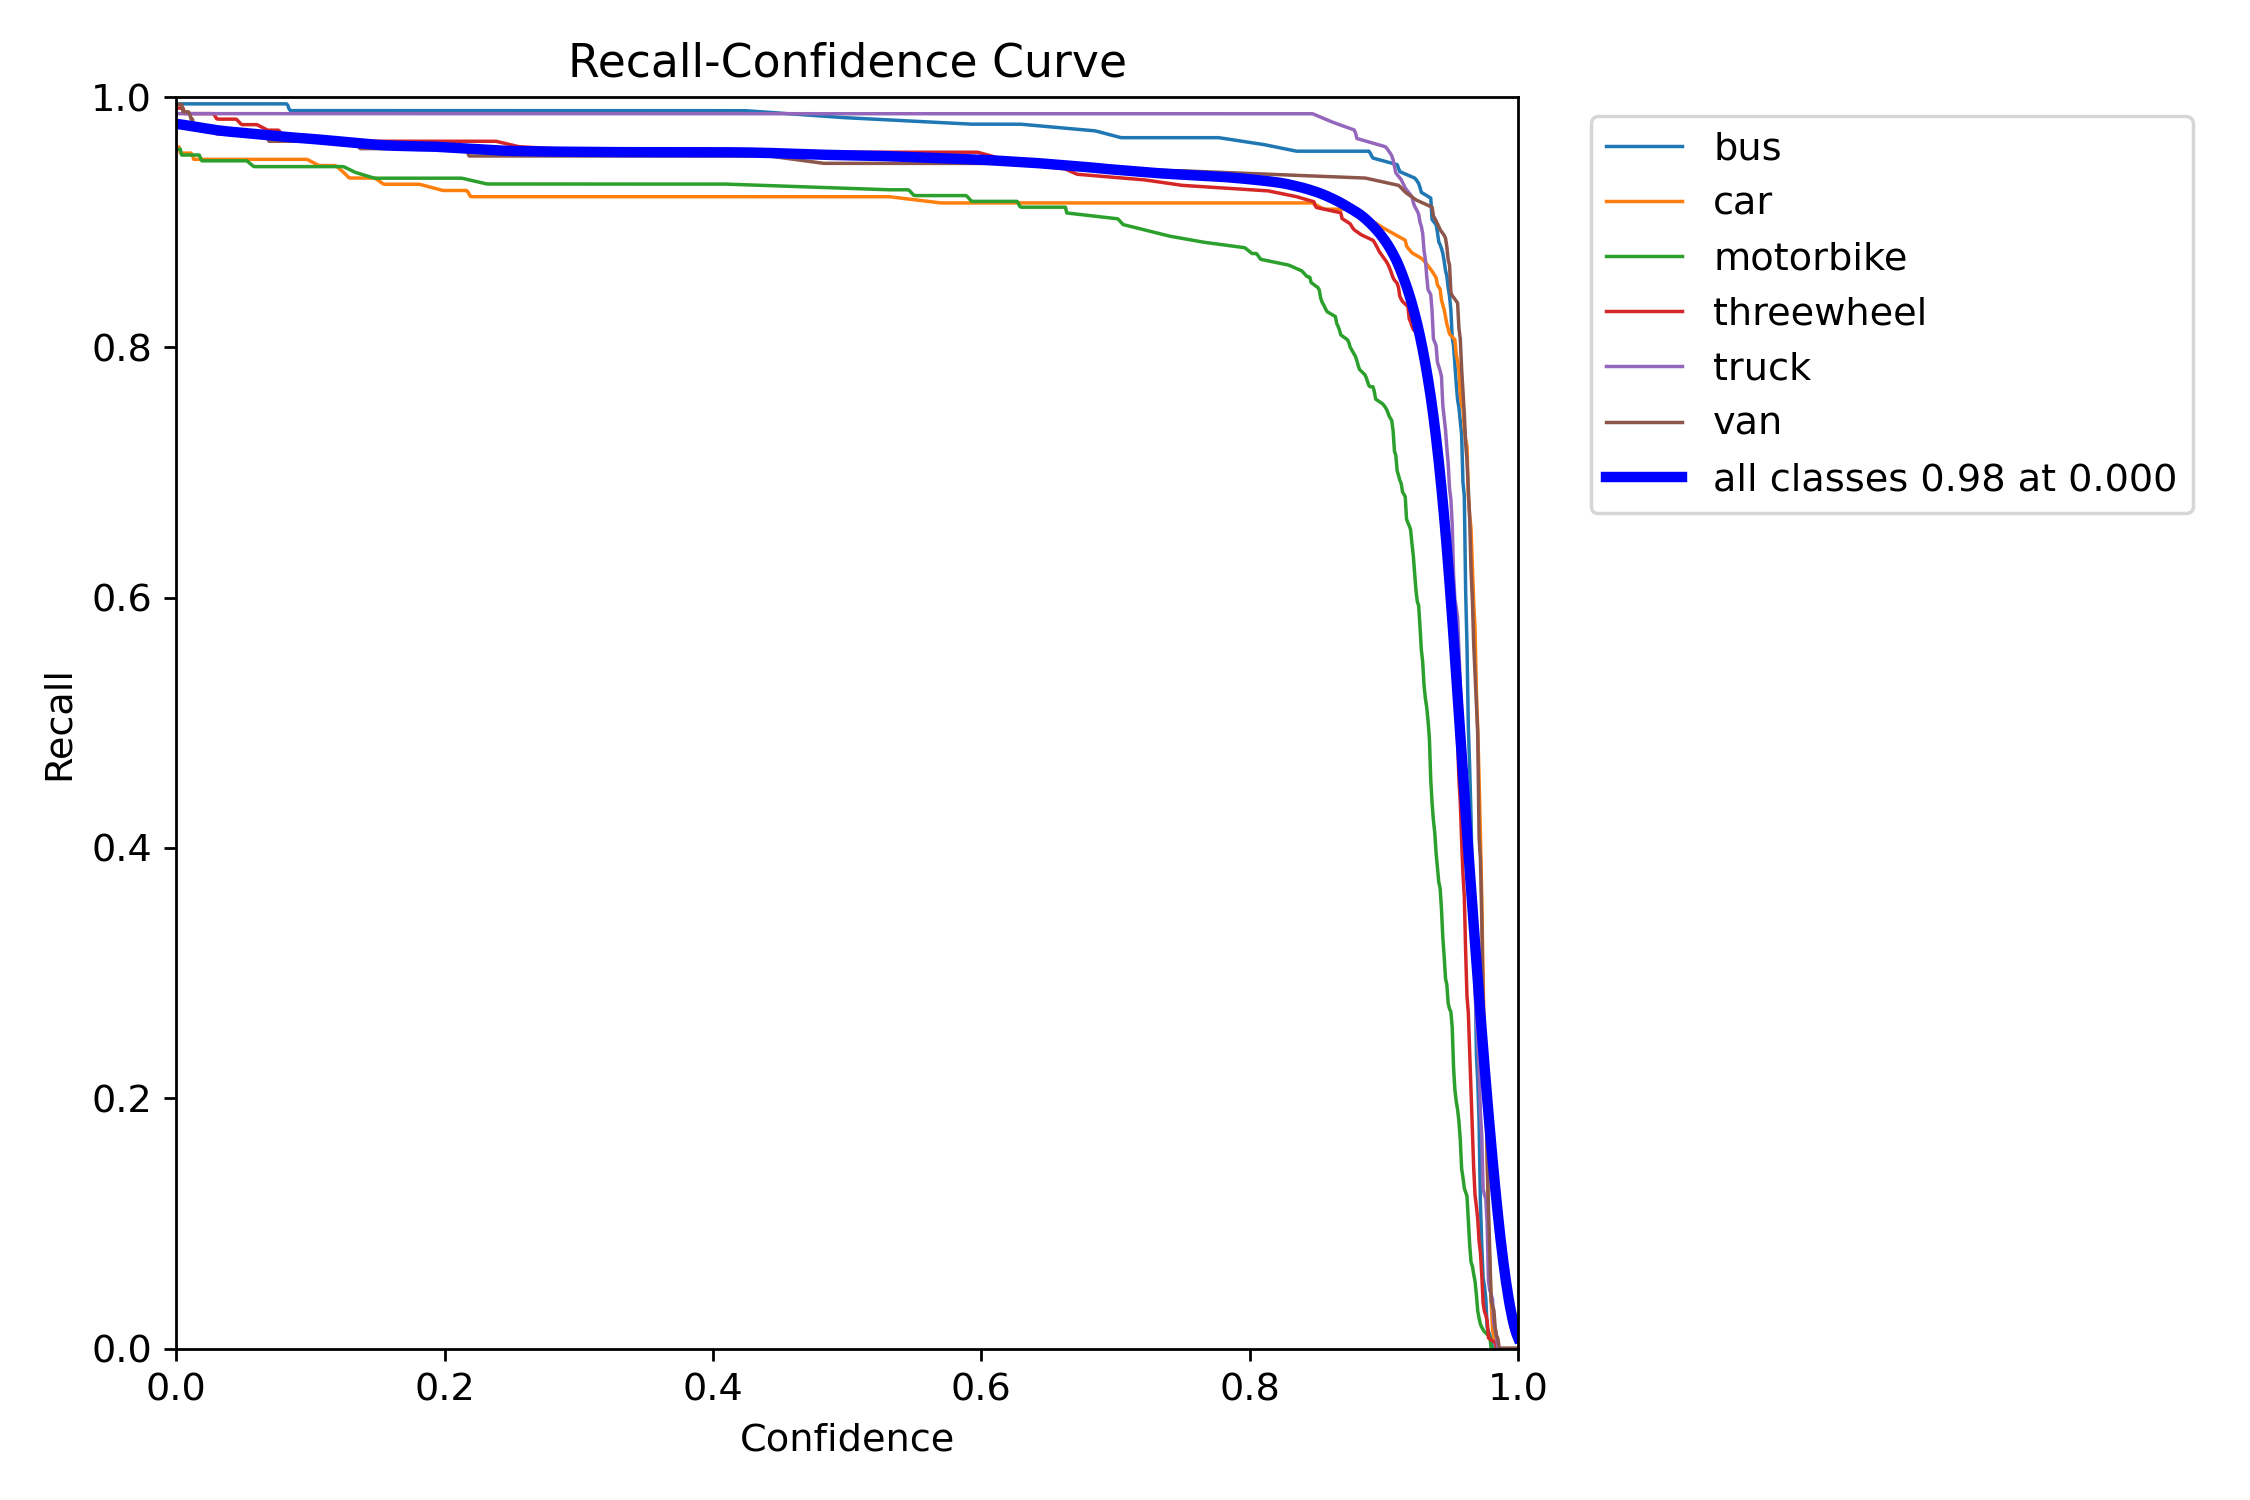 Recall-Confidence Curve
1.0
0.8
0.6
0.4
0.2
0.0
Recall
0.0 0.2 0.4 0.6 0.8 1.0
Confidence
bus
car
motorbike
threewheel
truck
van
all classes 0.98 at 0.000